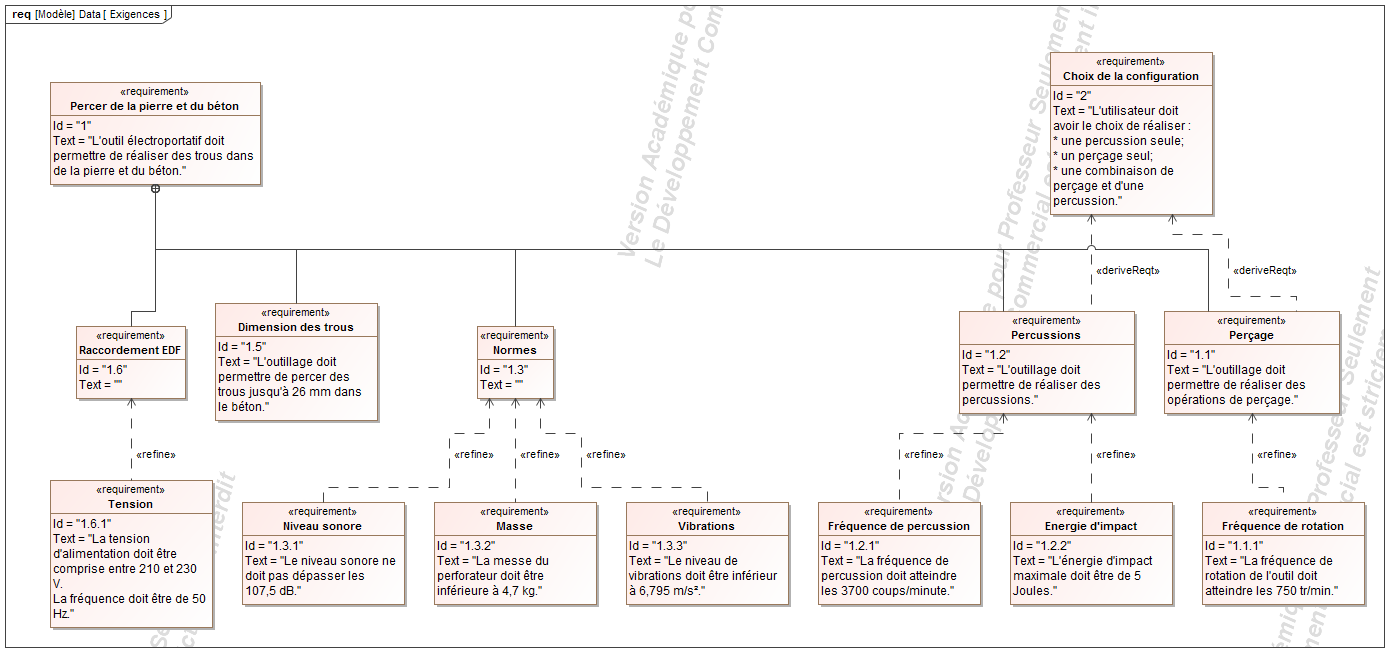 req [Modèle] Data [ Exigences ]
«requirement»
Percer de la pierre et du béton
Id = "1"
Text = "L'outil électroportatif doit
permettre de réaliser des trous dans
de la pierre et du béton."
«requirement»
Choix de la configuration
Id = "2"
Text = "L'utilisateur doit
avoir le choix de réaliser :
* une percussion seule;
* un perçage seul;
* une combinaison de
perçage et d'une
percussion."
«deriveReqt»
«deriveReqt»
«requirement»
Raccordement EDF
Id = "1.6"
Text = ""
«requirement»
Dimension des trous
Id = "1.5"
Text = "L'outillage doit
permettre de percer des
trous jusqu'à 26 mm dans
le béton."
«requirement»
Normes
Id = "1.3"
Text = ""
«requirement»
Percussions
Id = "1.2"
Text = "L'outillage doit
permettre de réaliser des
percussions."
«requirement»
Perçage
Id = "1.1"
Text = "L'outillage doit
permettre de réaliser des
opérations de perçage."
«refine»
«refine»
«refine»
«refine»
«refine»
«refine»
«refine»
«requirement»
Tension
Id = "1.6.1"
Text = "La tension
d'alimentation doit être
comprise entre 210 et 230
V.
La fréquence doit être de 50
Hz."
«requirement»
Niveau sonore
Id = "1.3.1"
Text = "Le niveau sonore ne
doit pas dépasser les
107,5 dB."
«requirement»
Masse
Id = "1.3.2"
Text = "La messe du
perforateur doit être
inférieure à 4,7 kg."
«requirement»
Vibrations
Id = "1.3.3"
Text = "Le niveau de
vibrations doit être inférieur
à 6,795 m/s²."
«requirement»
Fréquence de percussion
Id = "1.2.1"
Text = "La fréquence de
percussion doit atteindre
les 3700 coups/minute."
«requirement»
Energie d'impact
Id = "1.2.2"
Text = "L'énergie d'impact
maximale doit être de 5
Joules."
«requirement»
Fréquence de rotation
Id = "1.1.1"
Text = "La fréquence de
rotation de l'outil doit
atteindre les 750 tr/min."
Version Académique pour
Le Développement Com
pour Professeur Seulement
Commercial est
Développement
Professeur Seulement
est